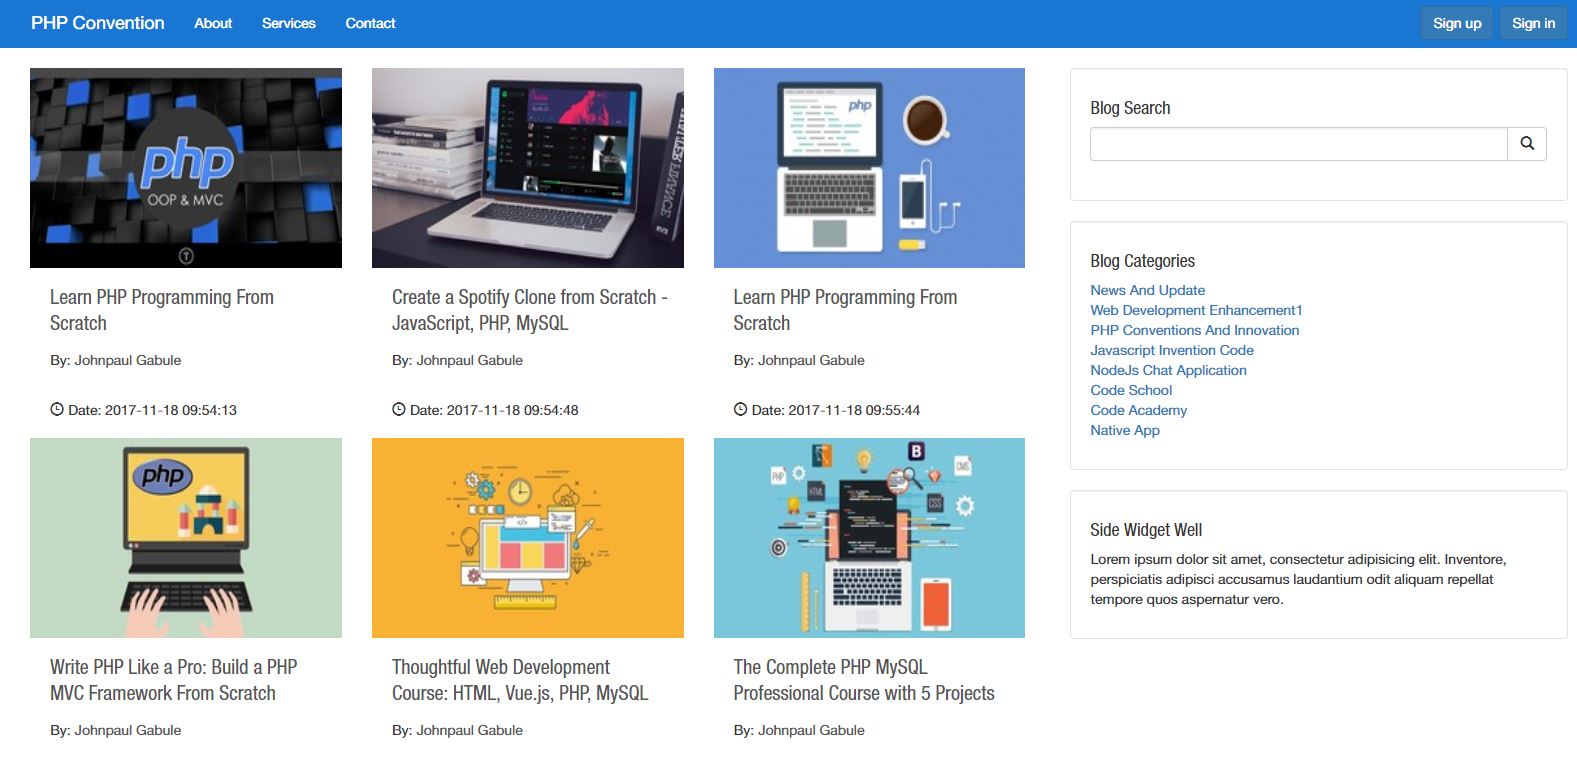 PHP Convention About Services Contact Sign up Sign in
php
OOP & MVC
T
WALTER FINANCE
RVS
php
Learn PHP Programming From
Scratch
By: Johnpaul Gabule
Date: 2017-11-18 09:54:13
Create a Spotify Clone from Scratch -
JavaScript, PHP, MySQL
By: Johnpaul Gabule
Date: 2017-11-18 09:54:48
Learn PHP Programming From
Scratch
By: Johnpaul Gabule
Date: 2017-11-18 09:55:44
php
</>
PHP
HTML
B
CMS
CSS
Write PHP Like a Pro: Build a PHP
MVC Framework From Scratch
By: Johnpaul Gabule
Thoughtful Web Development
Course: HTML, Vue.js, PHP, MySQL
By: Johnpaul Gabule
The Complete PHP MySQL
Professional Course with 5 Projects
By: Johnpaul Gabule
Blog Search
Blog Categories
News And Update
Web Development Enhancement1
PHP Conventions And Innovation
Javascript Invention Code
NodeJs Chat Application
Code School
Code Academy
Native App
Side Widget Well
Lorem ipsum dolor sit amet, consectetur adipisicing elit. Inventore,
perspiciatis adipisci accusamus laudantium odit aliquam repellat
tempore quos aspernatur vero.